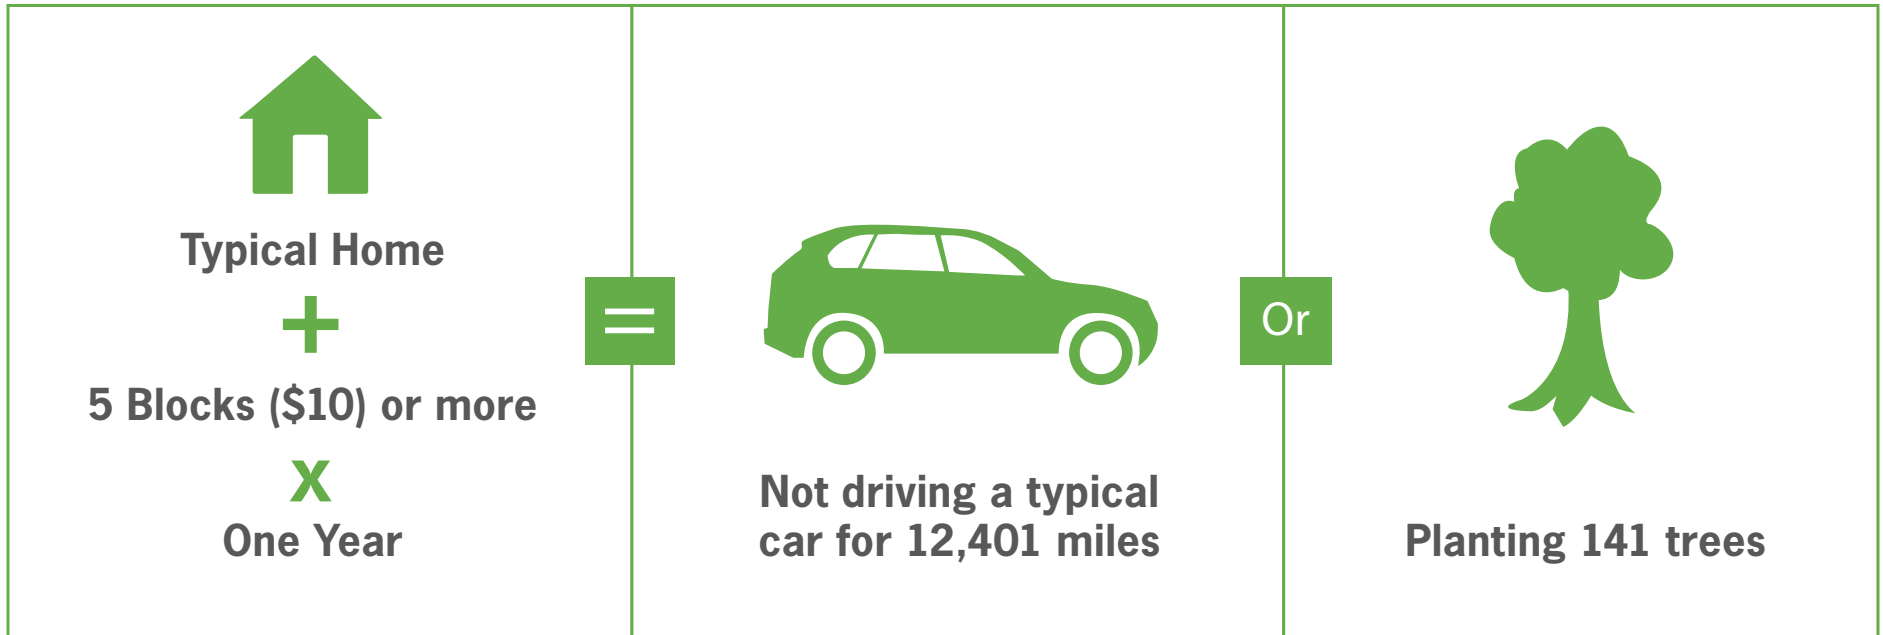 Typical Home
+
5 Blocks ($10) or more
x
One Year
=
Not driving a typical
car for 12,401 miles
Or
Planting 141 trees